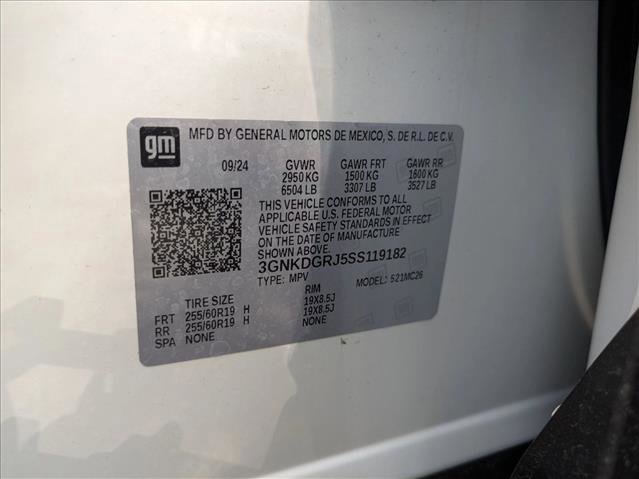 gm
MFD BY GENERAL MOTORS DE MEXICO, S. DE R.L. DE C.V.
09/24 GVWR GAWR FRT GAWR RR
2950 KG 1500 KG 1600 KG
6504 LB 3307 LB 3527 LB
THIS VEHICLE CONFORMS TO ALL
APPLICABLE U.S. FEDERAL MOTOR
VEHICLE SAFETY STANDARDS IN EFFECT
ON THE DATE OF MANUFACTURE SHOWN ABOVE.
3GNKDGRJ5SS119182
TYPE: MPV MODEL: 521MC26
TIRE SIZE RIM
FRT 255/60R19 H 19X8.5J
RR 255/60R19 H 19X8.5J
SPA NONE NONE